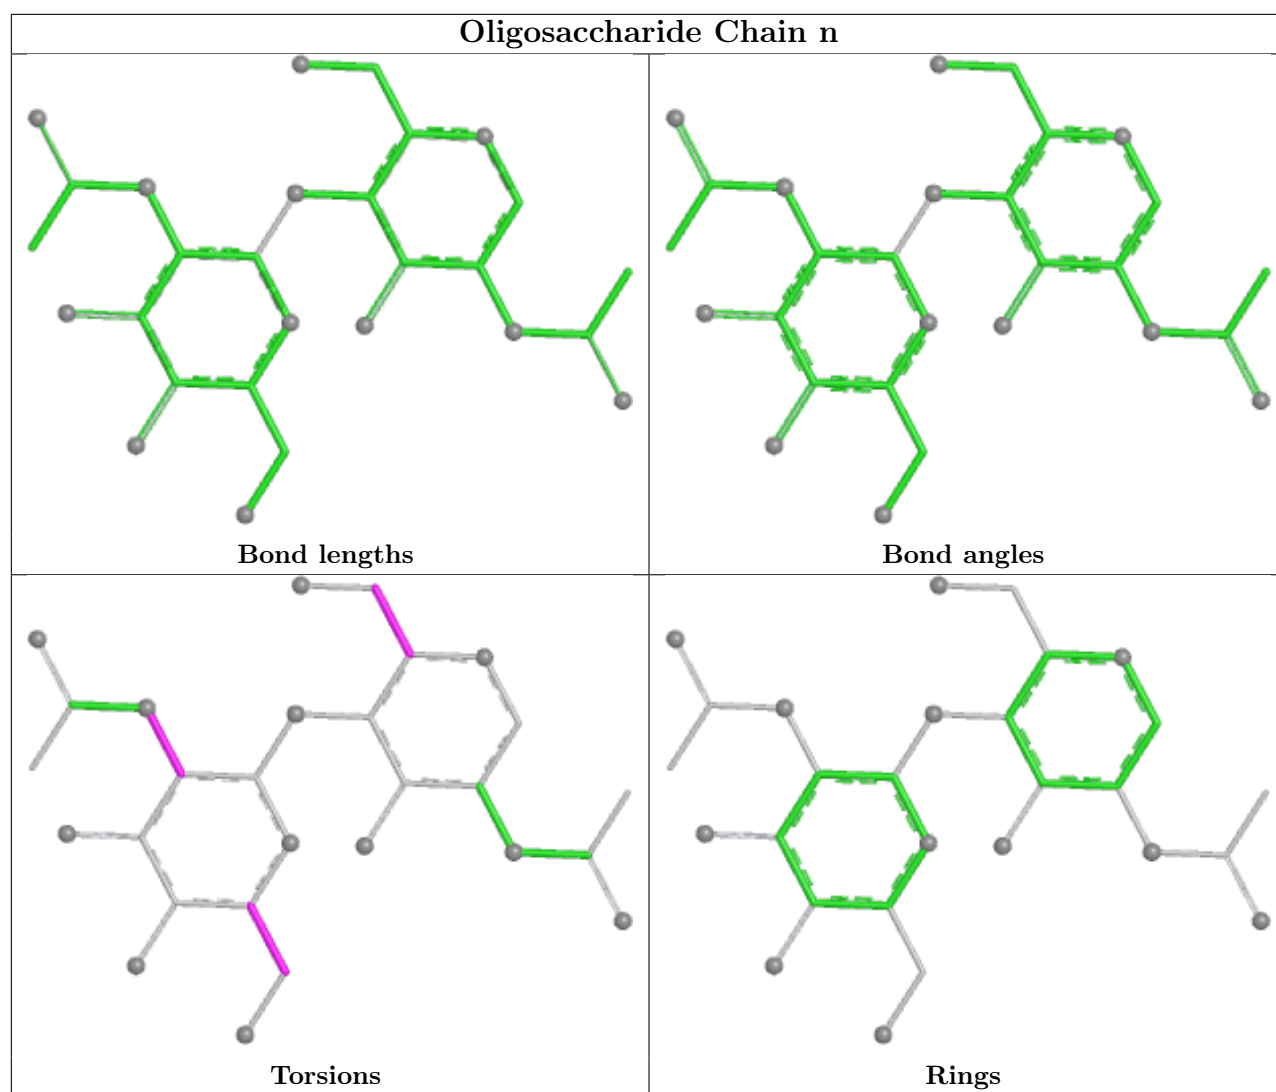 Oligosaccharide Chain n
Bond lengths
Bond angles
Torsions
Rings